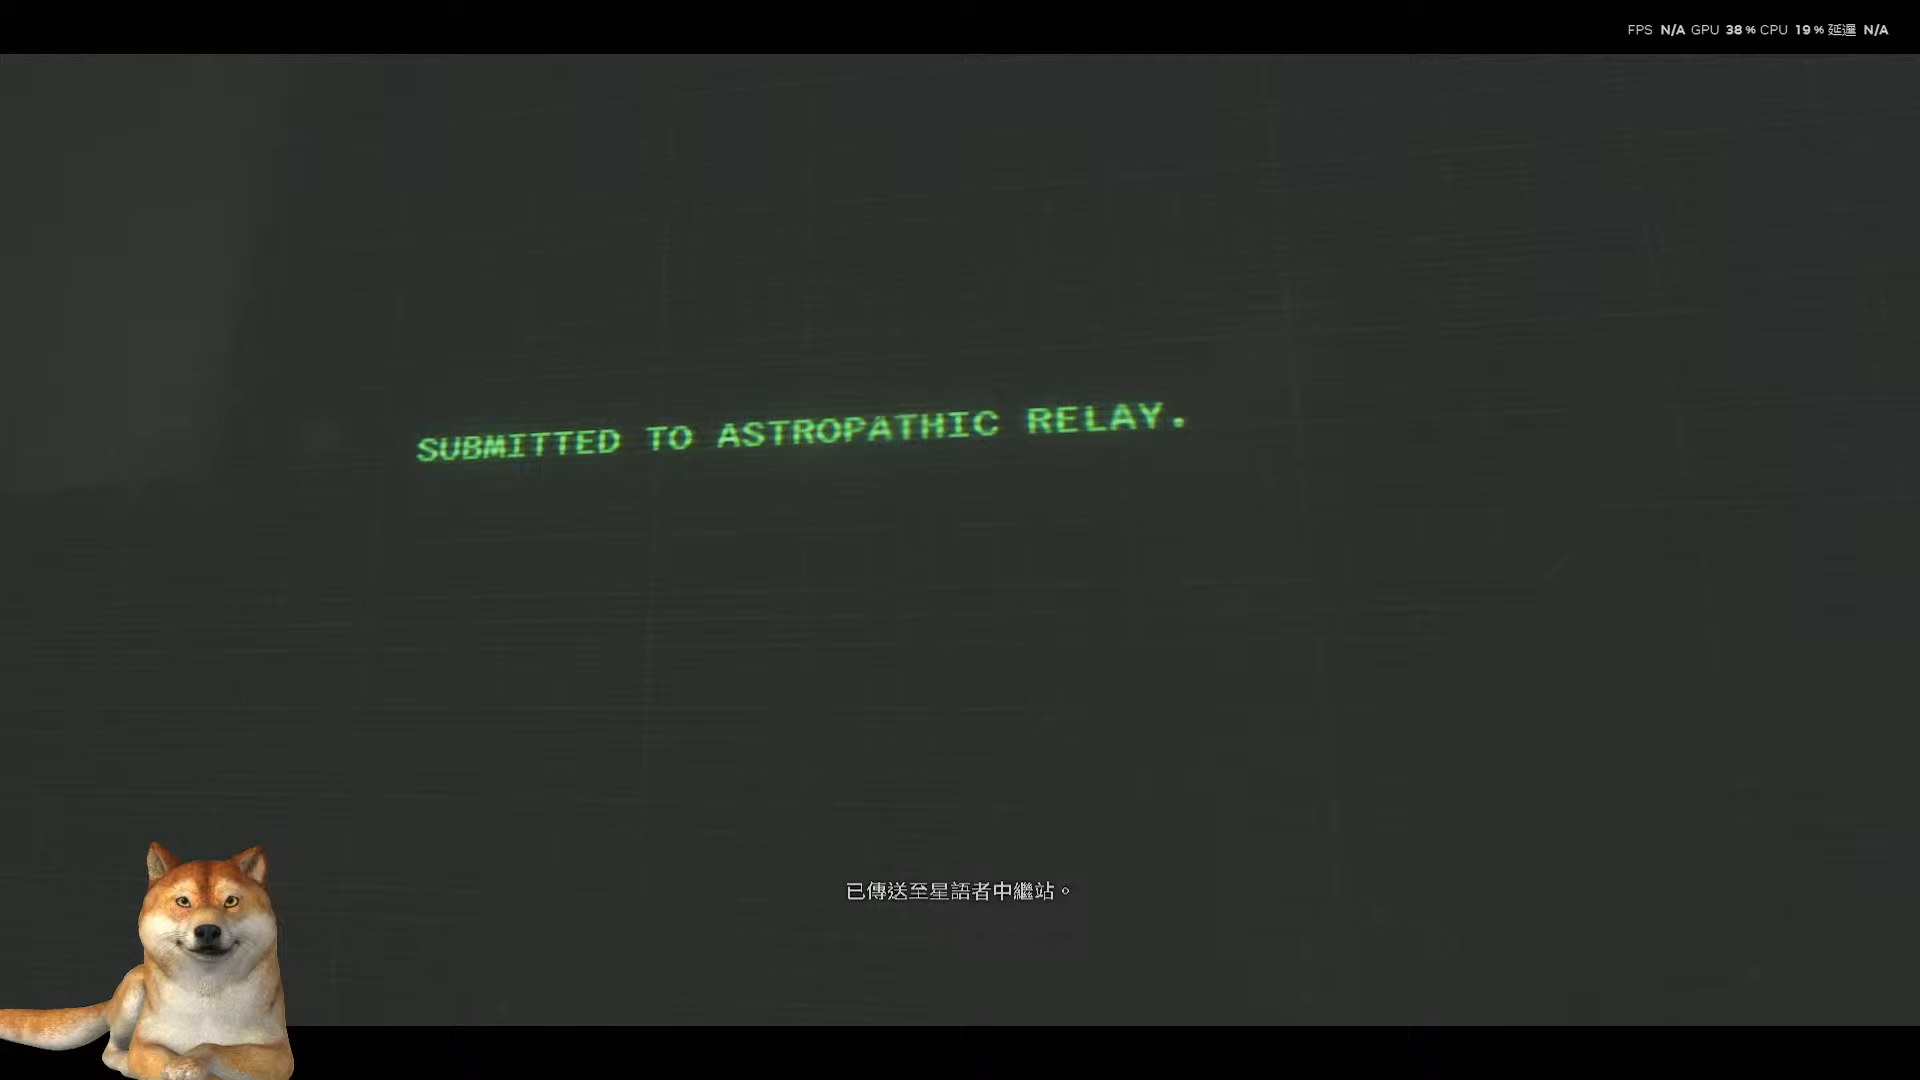 FPS N/A GPU 38 % CPU 19 % 延遲 N/A
SUBMITTED TO ASTROPATHIC RELAY.
已傳送至星語者中繼站。